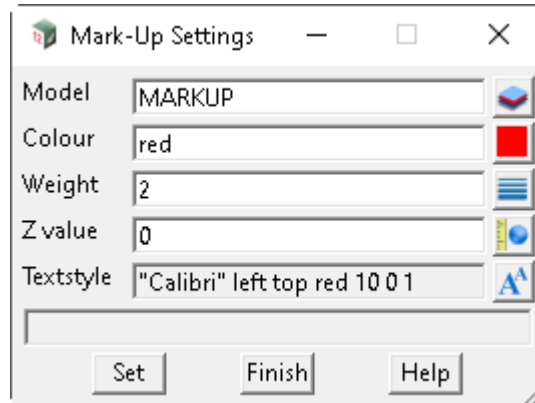 Mark-Up Settings
Model MARKUP
Colour red
Weight 2
Z value 0
Textstyle "Calibri" left top red 10 0 1
Set Finish Help